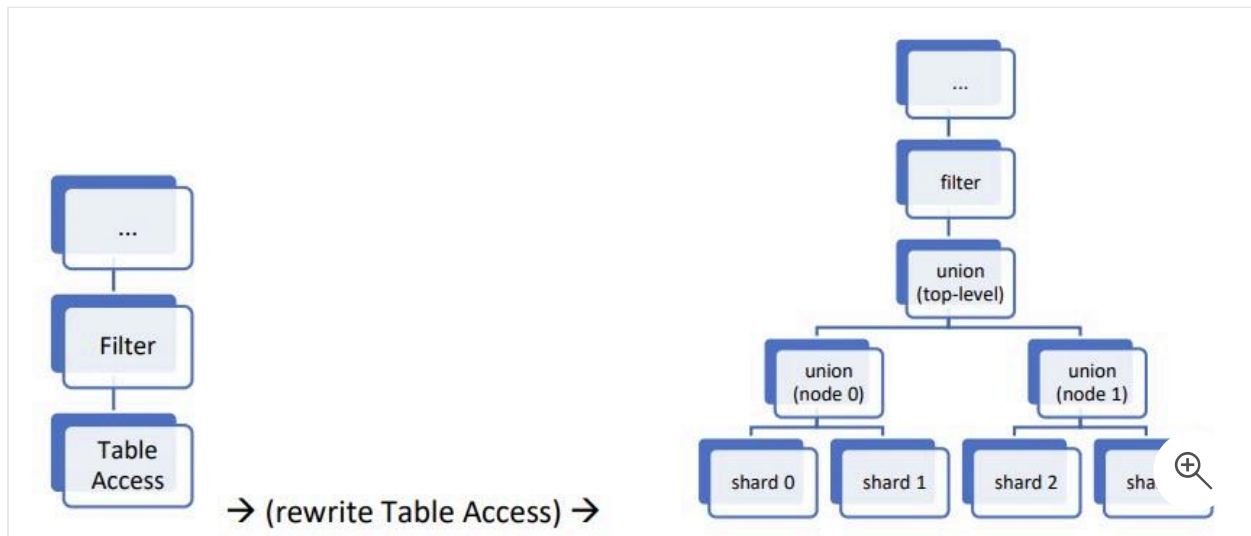 ...
Filter
Table
Access
→ (rewrite Table Access) →
...
filter
union
(top-level)
union
(node 0)
union
(node 1)
shard 0
shard 1
shard 2